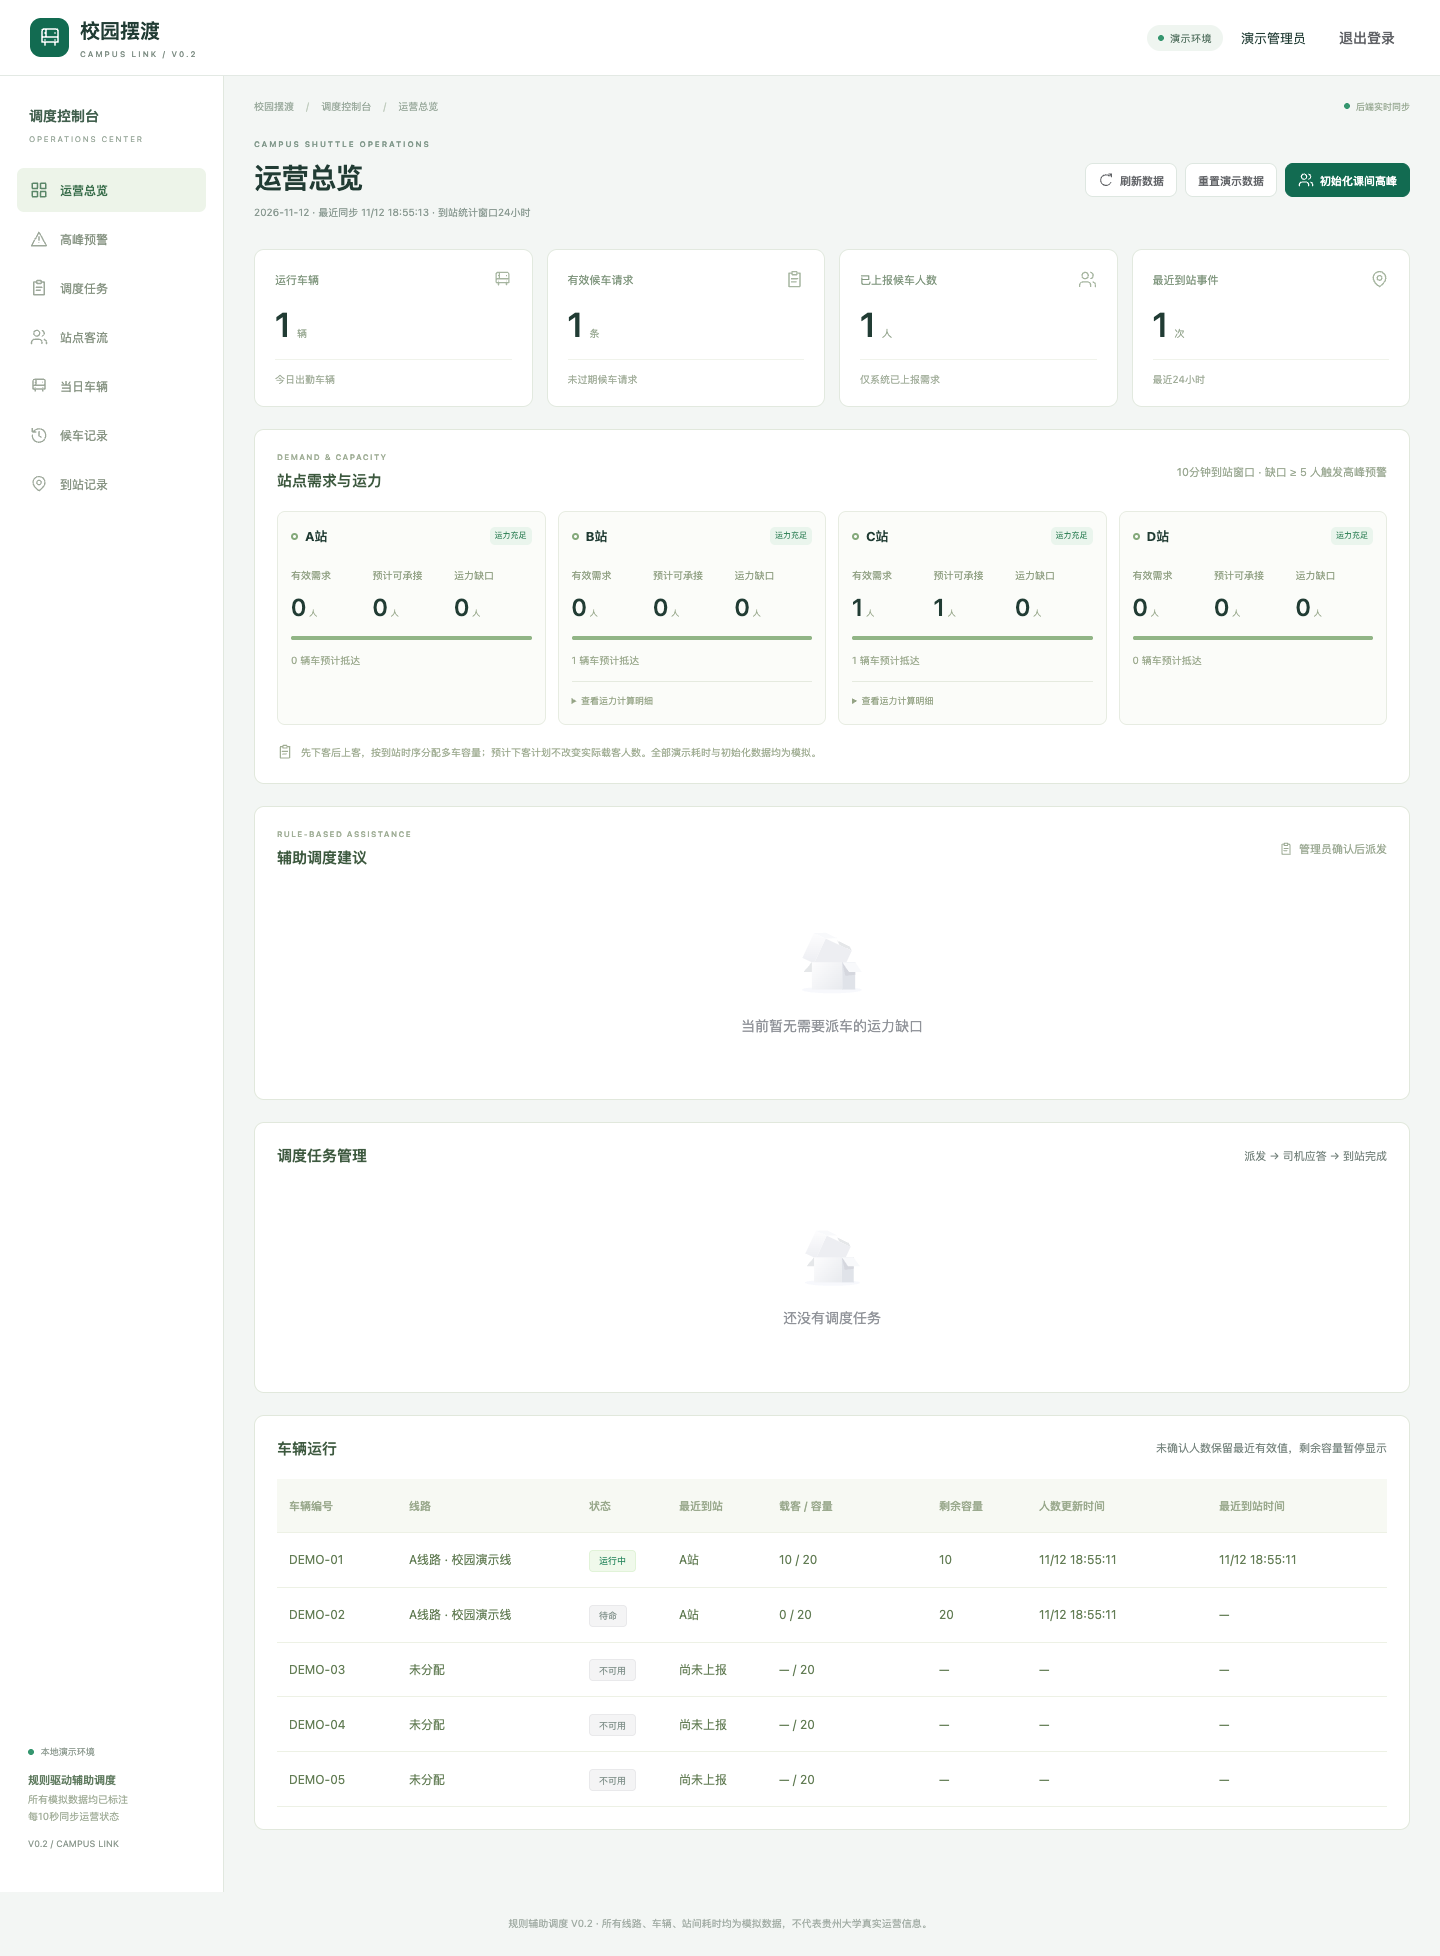 校园摆渡
CAMPUS LINK / V0.2
演示环境
演示管理员
退出登录
调度控制台
OPERATIONS CENTER
运营总览
高峰预警
调度任务
站点客流
当日车辆
候车记录
到站记录
本地演示环境
规则驱动辅助调度
所有模拟数据均已标注
每10秒同步运营状态
V0.2 / CAMPUS LINK
校园摆渡 / 调度控制台 / 运营总览
后端实时同步
CAMPUS SHUTTLE OPERATIONS
运营总览
2026-11-12 · 最近同步 11/12 18:55:13 · 到站统计窗口24小时
刷新数据
重置演示数据
初始化课间高峰
运行车辆
1 辆
今日出勤车辆
有效候车请求
1 条
未过期候车请求
已上报候车人数
1 人
仅系统已上报需求
最近到站事件
1 次
最近24小时
DEMAND & CAPACITY
站点需求与运力
10分钟到站窗口 · 缺口 ≥ 5 人触发高峰预警
A站 运力充足
有效需求 预计可承接 运力缺口
0人 0人 0人
0 辆车预计抵达
B站 运力充足
有效需求 预计可承接 运力缺口
0人 0人 0人
1 辆车预计抵达
查看运力计算明细
C站 运力充足
有效需求 预计可承接 运力缺口
1人 1人 0人
1 辆车预计抵达
查看运力计算明细
D站 运力充足
有效需求 预计可承接 运力缺口
0人 0人 0人
0 辆车预计抵达
先下客后上客，按到站时序分配多车容量；预计下客计划不改变实际载客人数。全部演示耗时与初始化数据均为模拟。
RULE-BASED ASSISTANCE
辅助调度建议
管理员确认后派发
当前暂无需要派车的运力缺口
调度任务管理
派发 → 司机应答 → 到站完成
还没有调度任务
车辆运行
未确认人数保留最近有效值，剩余容量暂停显示
车辆编号 线路 状态 最近到站 载客 / 容量 剩余容量 人数更新时间 最近到站时间
DEMO-01 A线路 · 校园演示线 运行中 A站 10 / 20 10 11/12 18:55:11 11/12 18:55:11
DEMO-02 A线路 · 校园演示线 待命 A站 0 / 20 20 11/12 18:55:11 —
DEMO-03 未分配 不可用 尚未上报 — / 20 — — —
DEMO-04 未分配 不可用 尚未上报 — / 20 — — —
DEMO-05 未分配 不可用 尚未上报 — / 20 — — —
规则辅助调度 V0.2 · 所有线路、车辆、站间耗时均为模拟数据，不代表贵州大学真实运营信息。